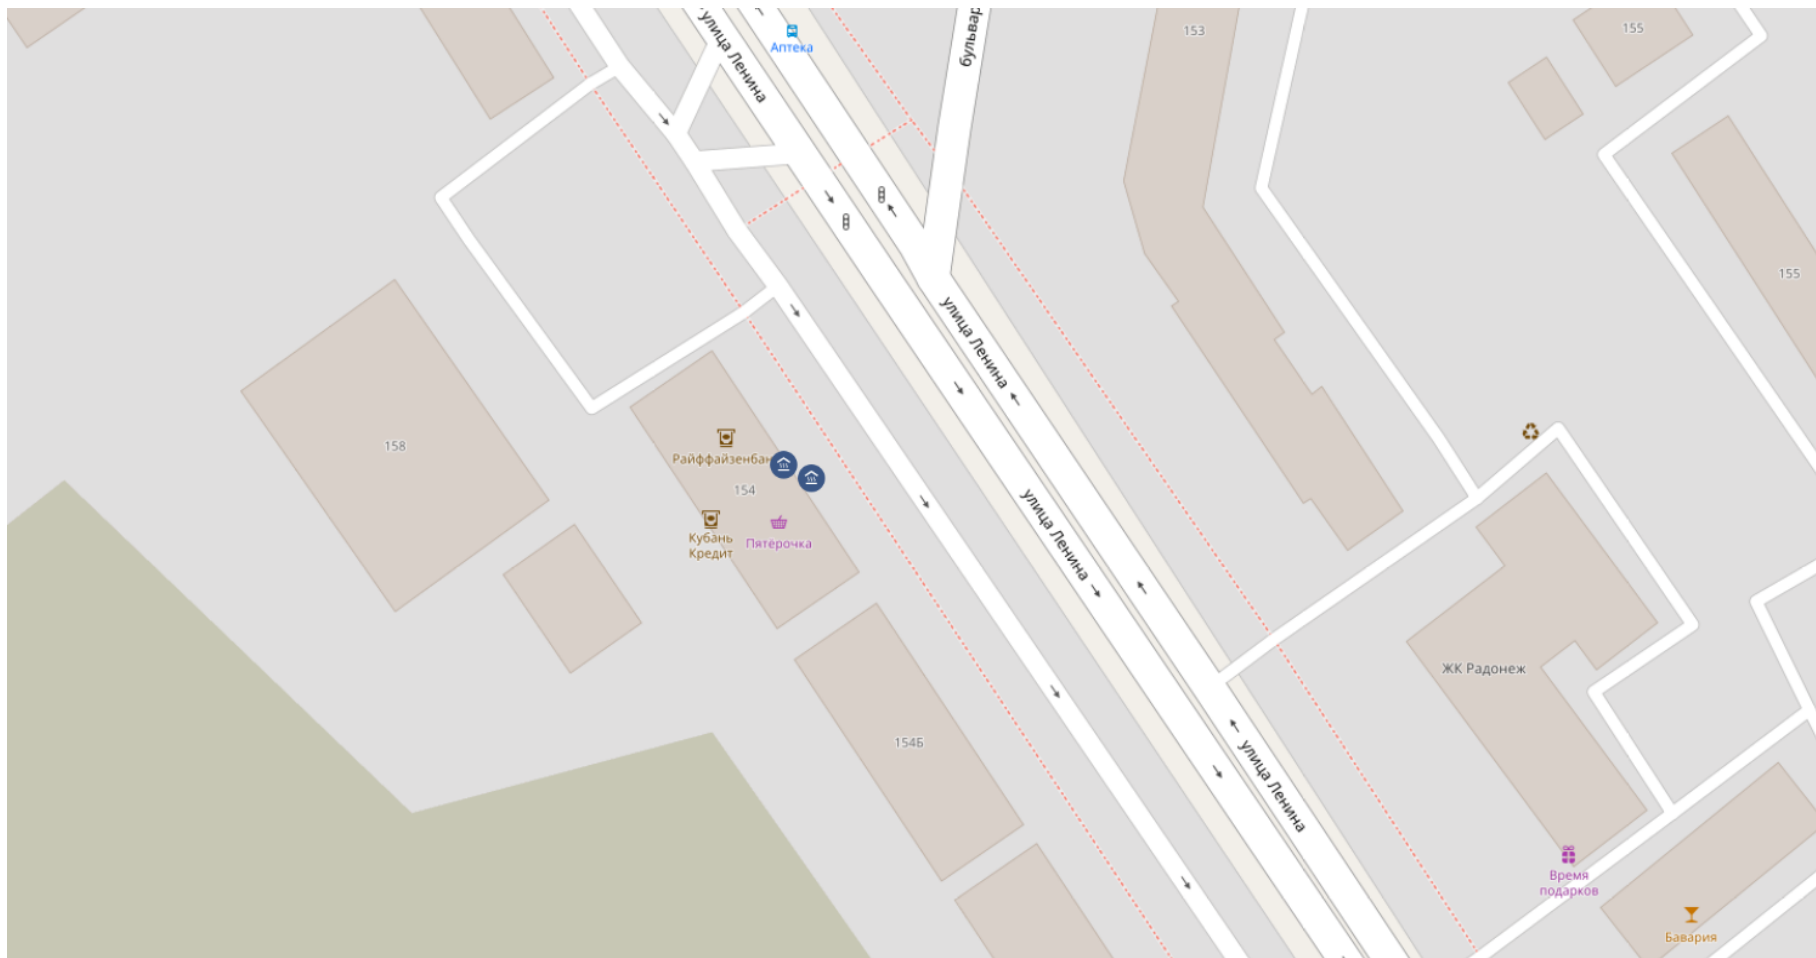 улица Ленина
Аптека
бульвар
153
155
155
улица Ленина
158
Райффайзенбан
154
Кубань
Кредит
Пятёрочка
улица Ленина
ЖК Радонеж
154Б
улица Ленина
Время
подарков
Бавария